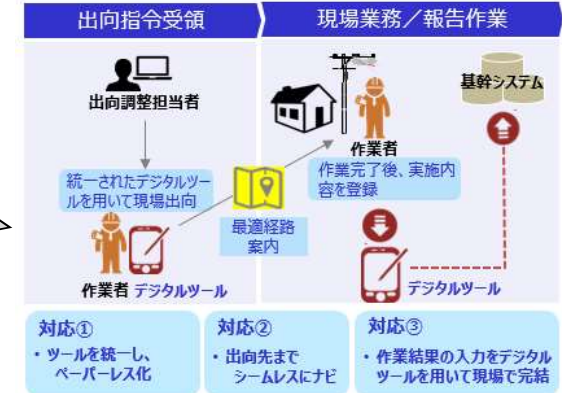 出向指令受領
現場業務／報告作業
出向調整担当者
統一されたデジタルツー
ルを用いて現場出向
作業者 デジタルツール
最適経路
案内
作業者
作業完了後、実施内
容を登録
基幹システム
デジタルツール
対応①
・ ツールを統一し、
ペーパーレス化
対応②
・ 出向先まで
シームレスにナビ
対応③
・ 作業結果の入力をデジタル
ツールを用いて現場で完結